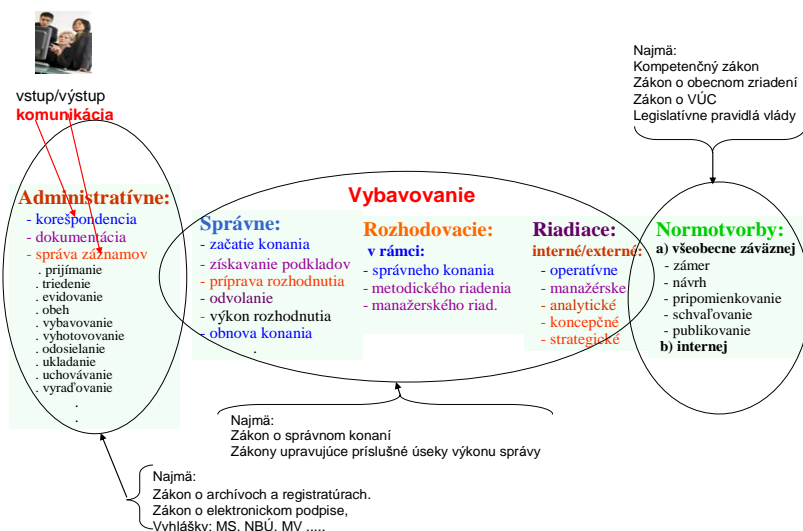 vstup/výstup
komunikácia
Najmä:
Kompetenčný zákon
Zákon o obecnom zriadení
Zákon o VÚC
Legislatívne pravidlá vlády
Vybavovanie
Administratívne:
- korešpondencia
- dokumentácia
- správa záznamov
. prijímanie
. triedenie
. evidovanie
. obeh
. vybavovanie
. vyhotovovanie
. odosielanie
. ukladanie
. uchovávanie
. vyraďovanie
.
.
Správne:
- začatie konania
- získavanie podkladov
- príprava rozhodnutia
- odvolanie
- výkon rozhodnutia
- obnova konania
.
Rozhodovacie:
v rámci:
- správneho konania
- metodického riadenia
- manažerského riad.
Riadiace:
interné/externé:
- operatívne
- manažérske
- analytické
- koncepčné
- strategické
Normotvorby:
a) všeobecne záväznej
- zámer
- návrh
- pripomienkovanie
- schvaľovanie
- publikovanie
b) internej
Najmä:
Zákon o správnom konaní
Zákony upravujúce príslušné úseky výkonu správy
Najmä:
Zákon o archívoch a registratúrach.
Zákon o elektronickom podpise,
Vyhlášky: MS, NBÚ, MV .....